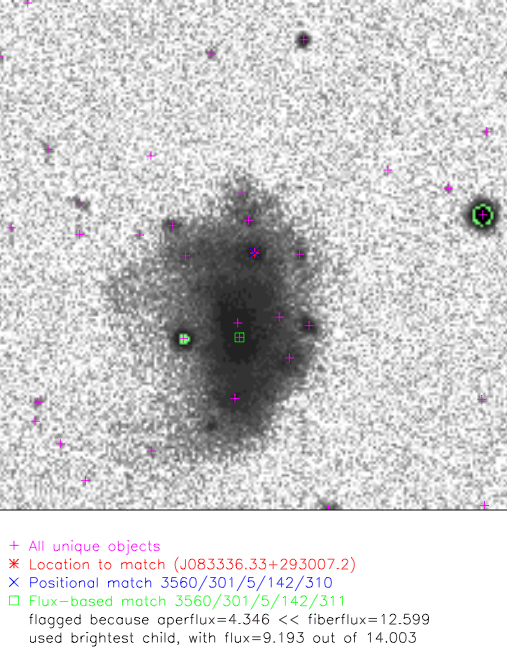 All unique objects
Location to match (J083336.33+293007.2)
Positional match 3560/301/5/142/310
Flux-based match 3560/301/5/142/311
flagged because aperflux=4.346 << fiberflux=12.599
used brightest child, with flux=9.193 out of 14.003